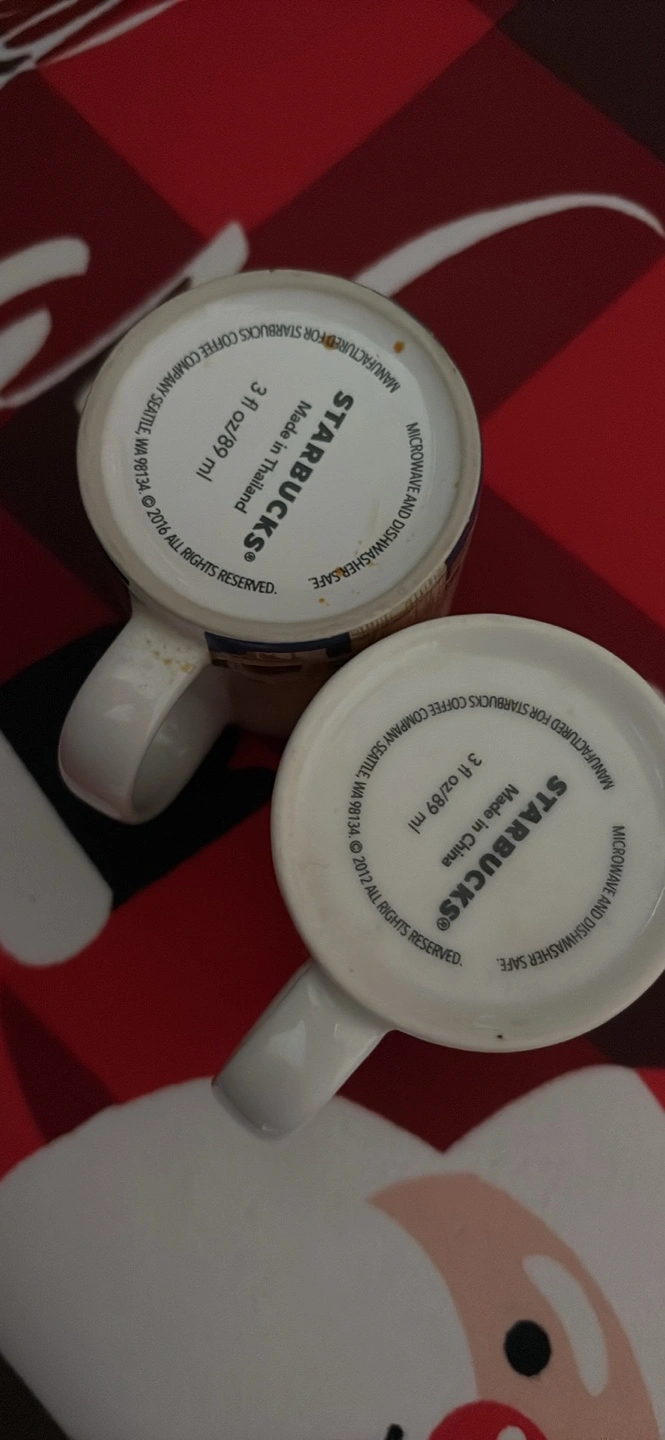 MANUFACTURED FOR STARBUCKS COFFEE COMPANY SEATTLE, WA 98134. © 2016 ALL RIGHTS RESERVED.
STARBUCKS®
Made in Thailand
3 fl oz/89 ml
MICROWAVE AND DISHWASHER SAFE.
MANUFACTURED FOR STARBUCKS COFFEE COMPANY SEATTLE, WA 98134. © 2012 ALL RIGHTS RESERVED.
STARBUCKS®
Made in China
3 fl oz/89 ml
MICROWAVE AND DISHWASHER SAFE.